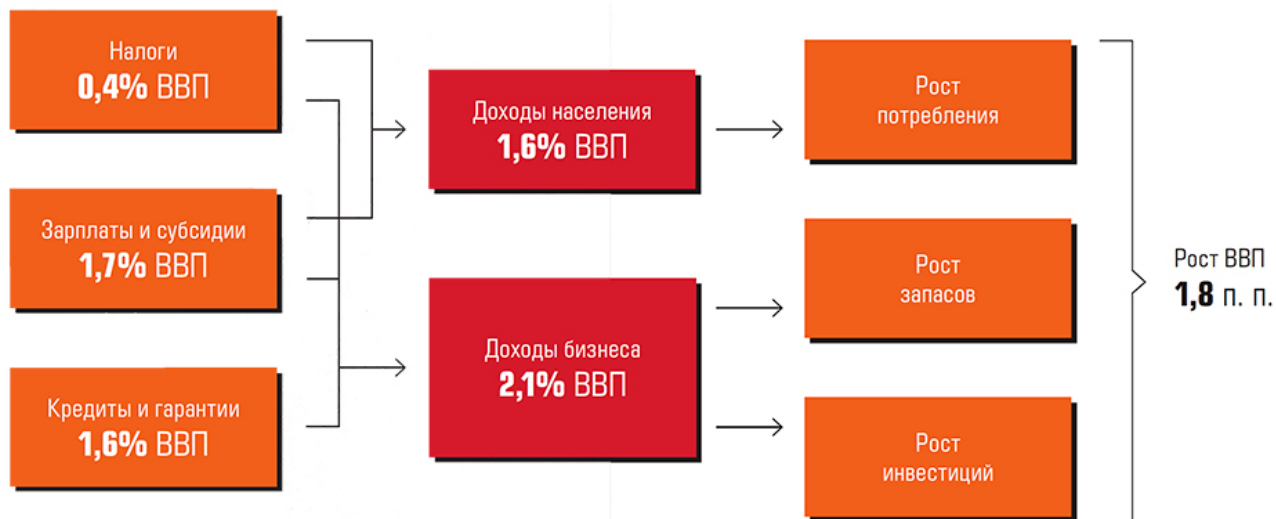 Налоги
0,4% ВВП
Зарплаты и субсидии
1,7% ВВП
Кредиты и гарантии
1,6% ВВП
Доходы населения
1,6% ВВП
Доходы бизнеса
2,1% ВВП
Рост
потребления
Рост
запасов
Рост
инвестиций
Рост ВВП
1,8 п. п.